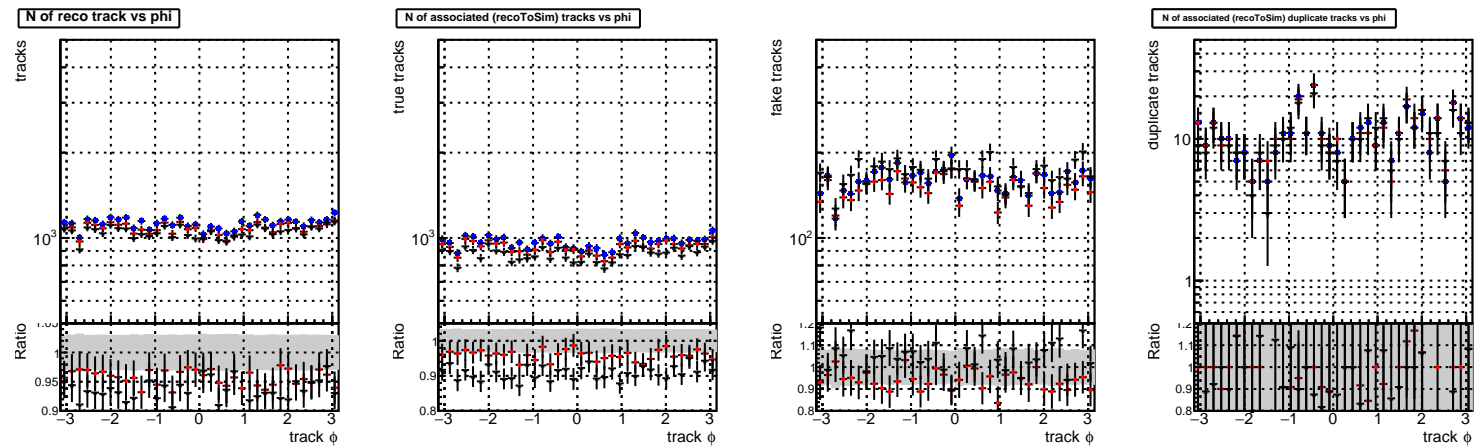 N of reco track vs phi
tracks
10³
Ratio
1.05
1
0.95
0.9
−3 −2 −1 0 1 2 3
track ϕ
N of associated (recoToSim) tracks vs phi
true tracks
10³
Ratio
1
0.9
0.8
−3 −2 −1 0 1 2 3
track ϕ
fake tracks
10²
Ratio
1.2
1.1
1
0.9
0.8
−3 −2 −1 0 1 2 3
track ϕ
N of associated (recoToSim) duplicate tracks vs phi
duplicate tracks
10
1
Ratio
1.2
1.1
1
0.9
0.8
−3 −2 −1 0 1 2 3
track ϕ